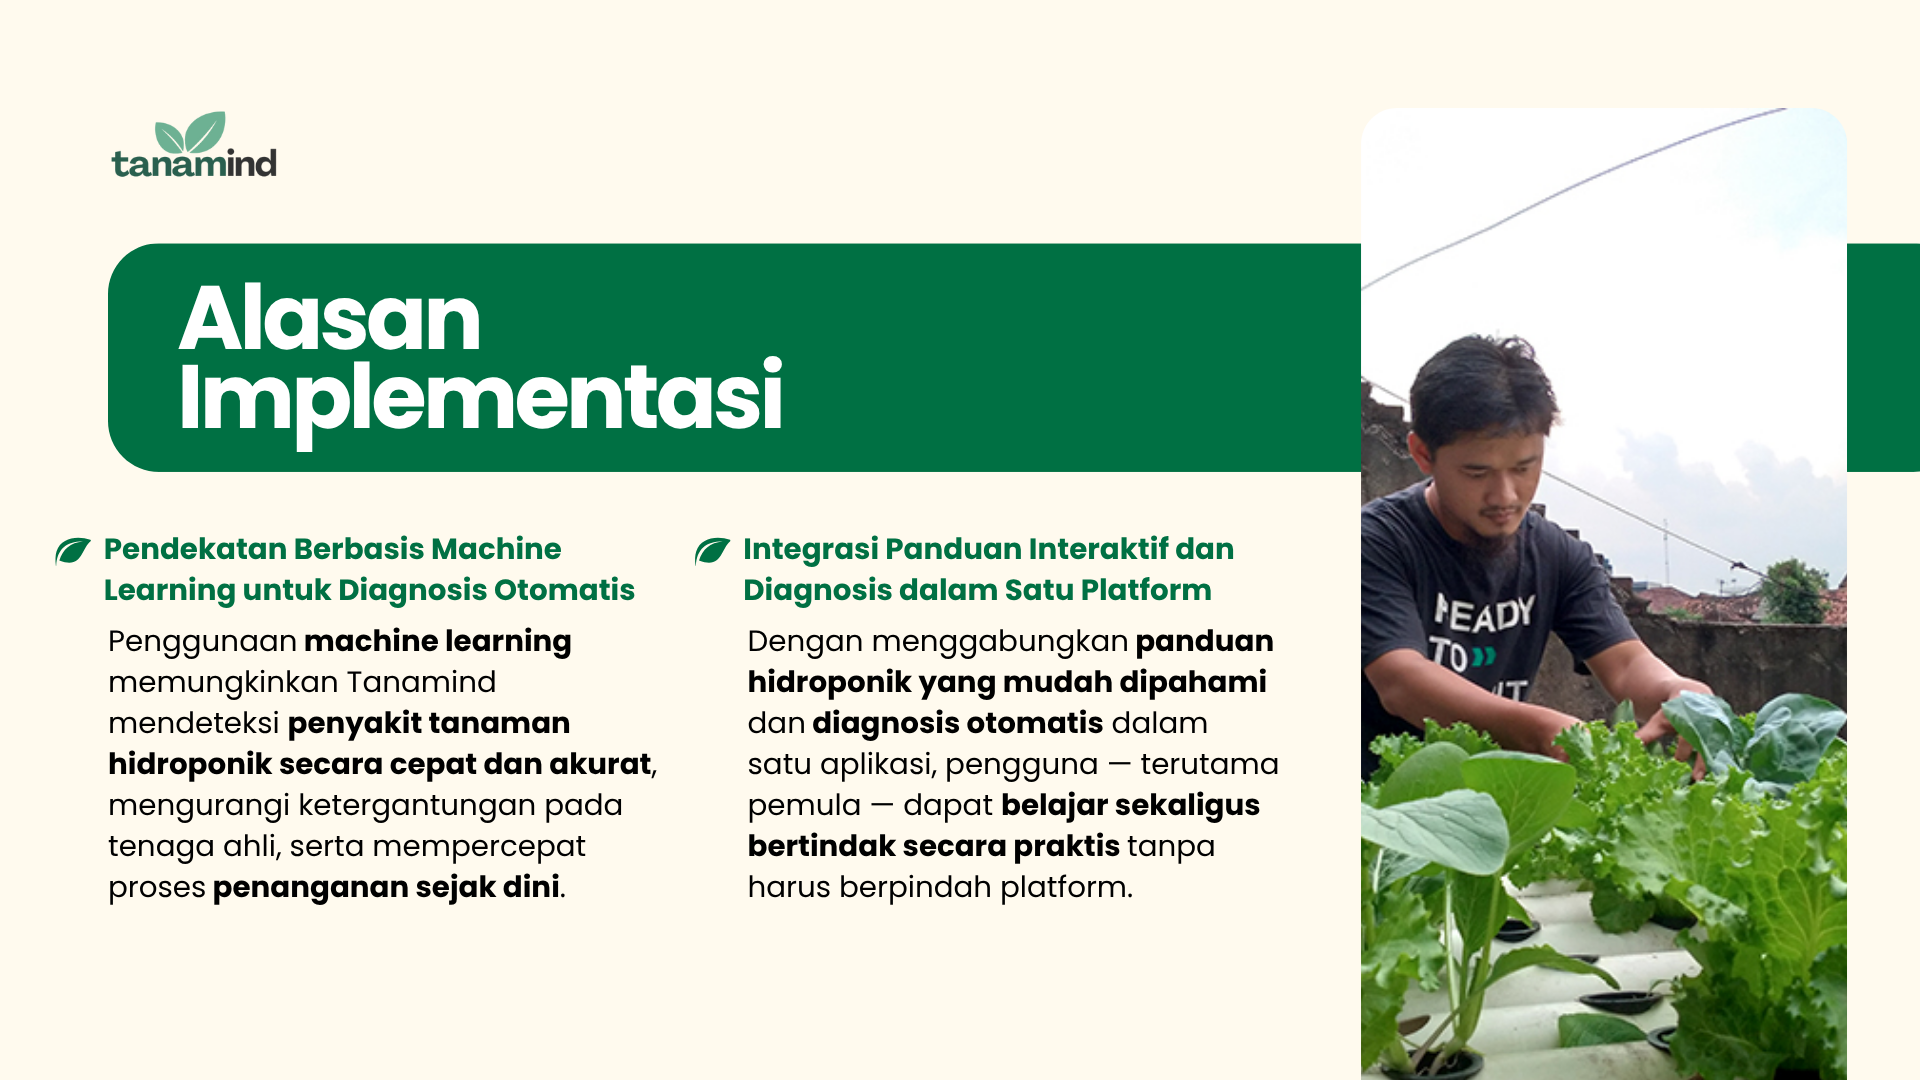 tanamind
Alasan
Implementasi
Pendekatan Berbasis Machine
Learning untuk Diagnosis Otomatis
Penggunaan machine learning
memungkinkan Tanamind
mendeteksi penyakit tanaman
hidroponik secara cepat dan akurat,
mengurangi ketergantungan pada
tenaga ahli, serta mempercepat
proses penanganan sejak dini.
Integrasi Panduan Interaktif dan
Diagnosis dalam Satu Platform
Dengan menggabungkan panduan
hidroponik yang mudah dipahami
dan diagnosis otomatis dalam
satu aplikasi, pengguna — terutama
pemula — dapat belajar sekaligus
bertindak secara praktis tanpa
harus berpindah platform.
READY
TO